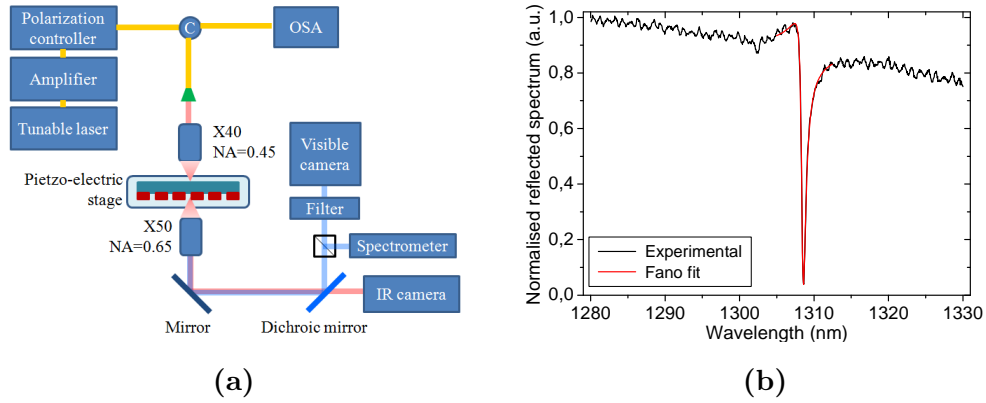 Polarization
controller
C
OSA
Amplifier
Tunable laser
X40
NA=0.45
Visible
camera
Pietzo-electric
stage
Filter
X50
NA=0.65
Spectrometer
IR camera
Mirror
Dichroic mirror
(a)
Normalised reflected spectrum (a.u.)
1,0
0,8
0,6
0,4
0,2
0,0
Experimental
Fano fit
1280 1290 1300 1310 1320 1330
Wavelength (nm)
(b)